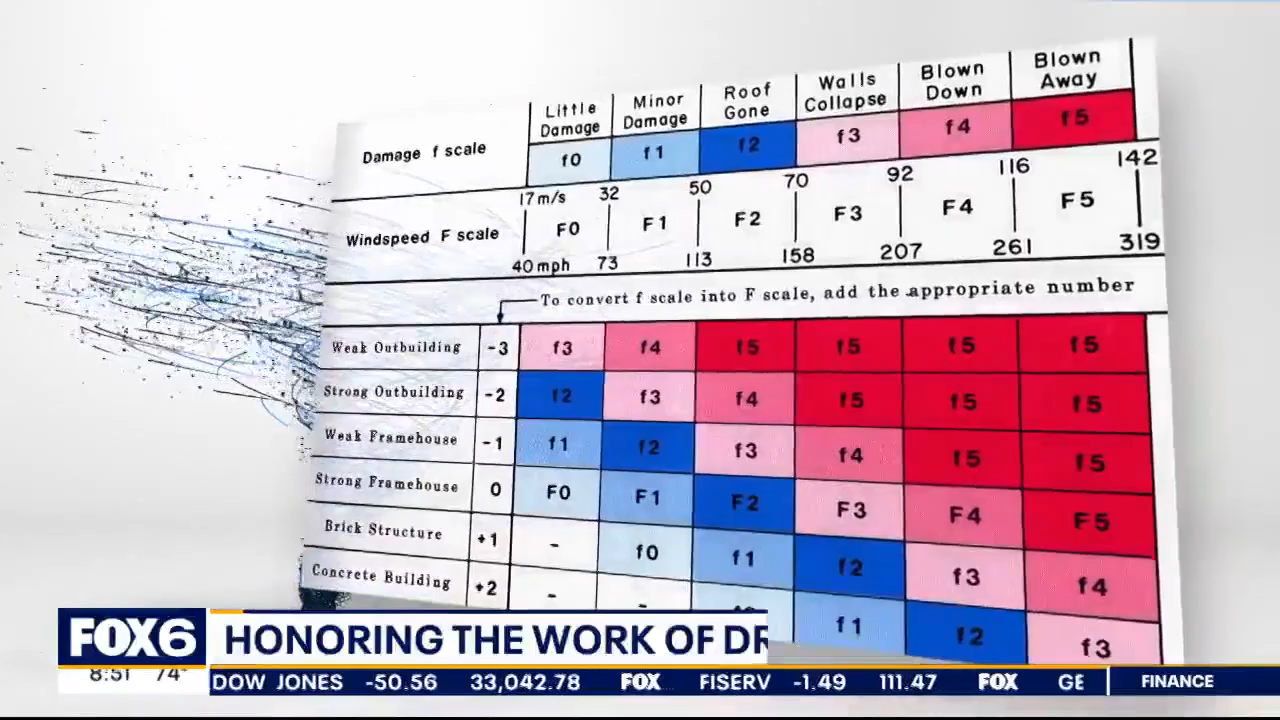 Little Damage
Minor Damage
Roof Gone
Walls Collapse
Blown Down
Blown Away
Damage f scale
f0 f1 f2 f3 f4 f5
17 m/s 32 50 70 92 116 142
Windspeed F scale
F0 F1 F2 F3 F4 F5
40 mph 73 113 158 207 261 319
To convert f scale into F scale, add the appropriate number
Weak Outbuilding -3 f3 f4 f5 f5 f5 f5
Strong Outbuilding -2 f2 f3 f4 f5 f5 f5
Weak Framehouse -1 f1 f2 f3 f4 f5 f5
Strong Framehouse 0 F0 F1 F2 F3 F4 F5
Brick Structure +1 - f0 f1 f2 f3 f4
Concrete Building +2 - - f1 f2 f3
FOX6 HONORING THE WORK OF DR
8:51 74° DOW JONES -50.56 33,042.78 FOX FISERV -1.49 111.47 FOX GE FINANCE